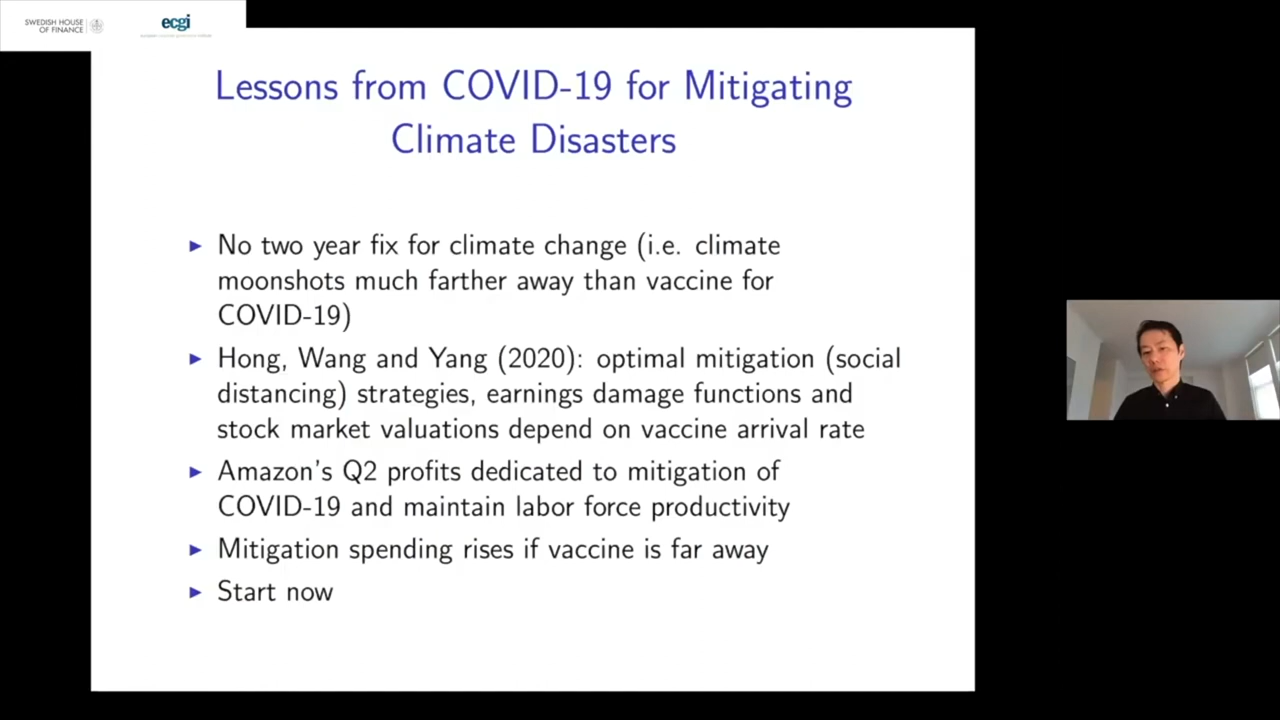 SWEDISH HOUSE
OF FINANCE
ecgi
Lessons from COVID-19 for Mitigating
Climate Disasters
No two year fix for climate change (i.e. climate
moonshots much farther away than vaccine for
COVID-19)
Hong, Wang and Yang (2020): optimal mitigation (social
distancing) strategies, earnings damage functions and
stock market valuations depend on vaccine arrival rate
Amazon's Q2 profits dedicated to mitigation of
COVID-19 and maintain labor force productivity
Mitigation spending rises if vaccine is far away
Start now